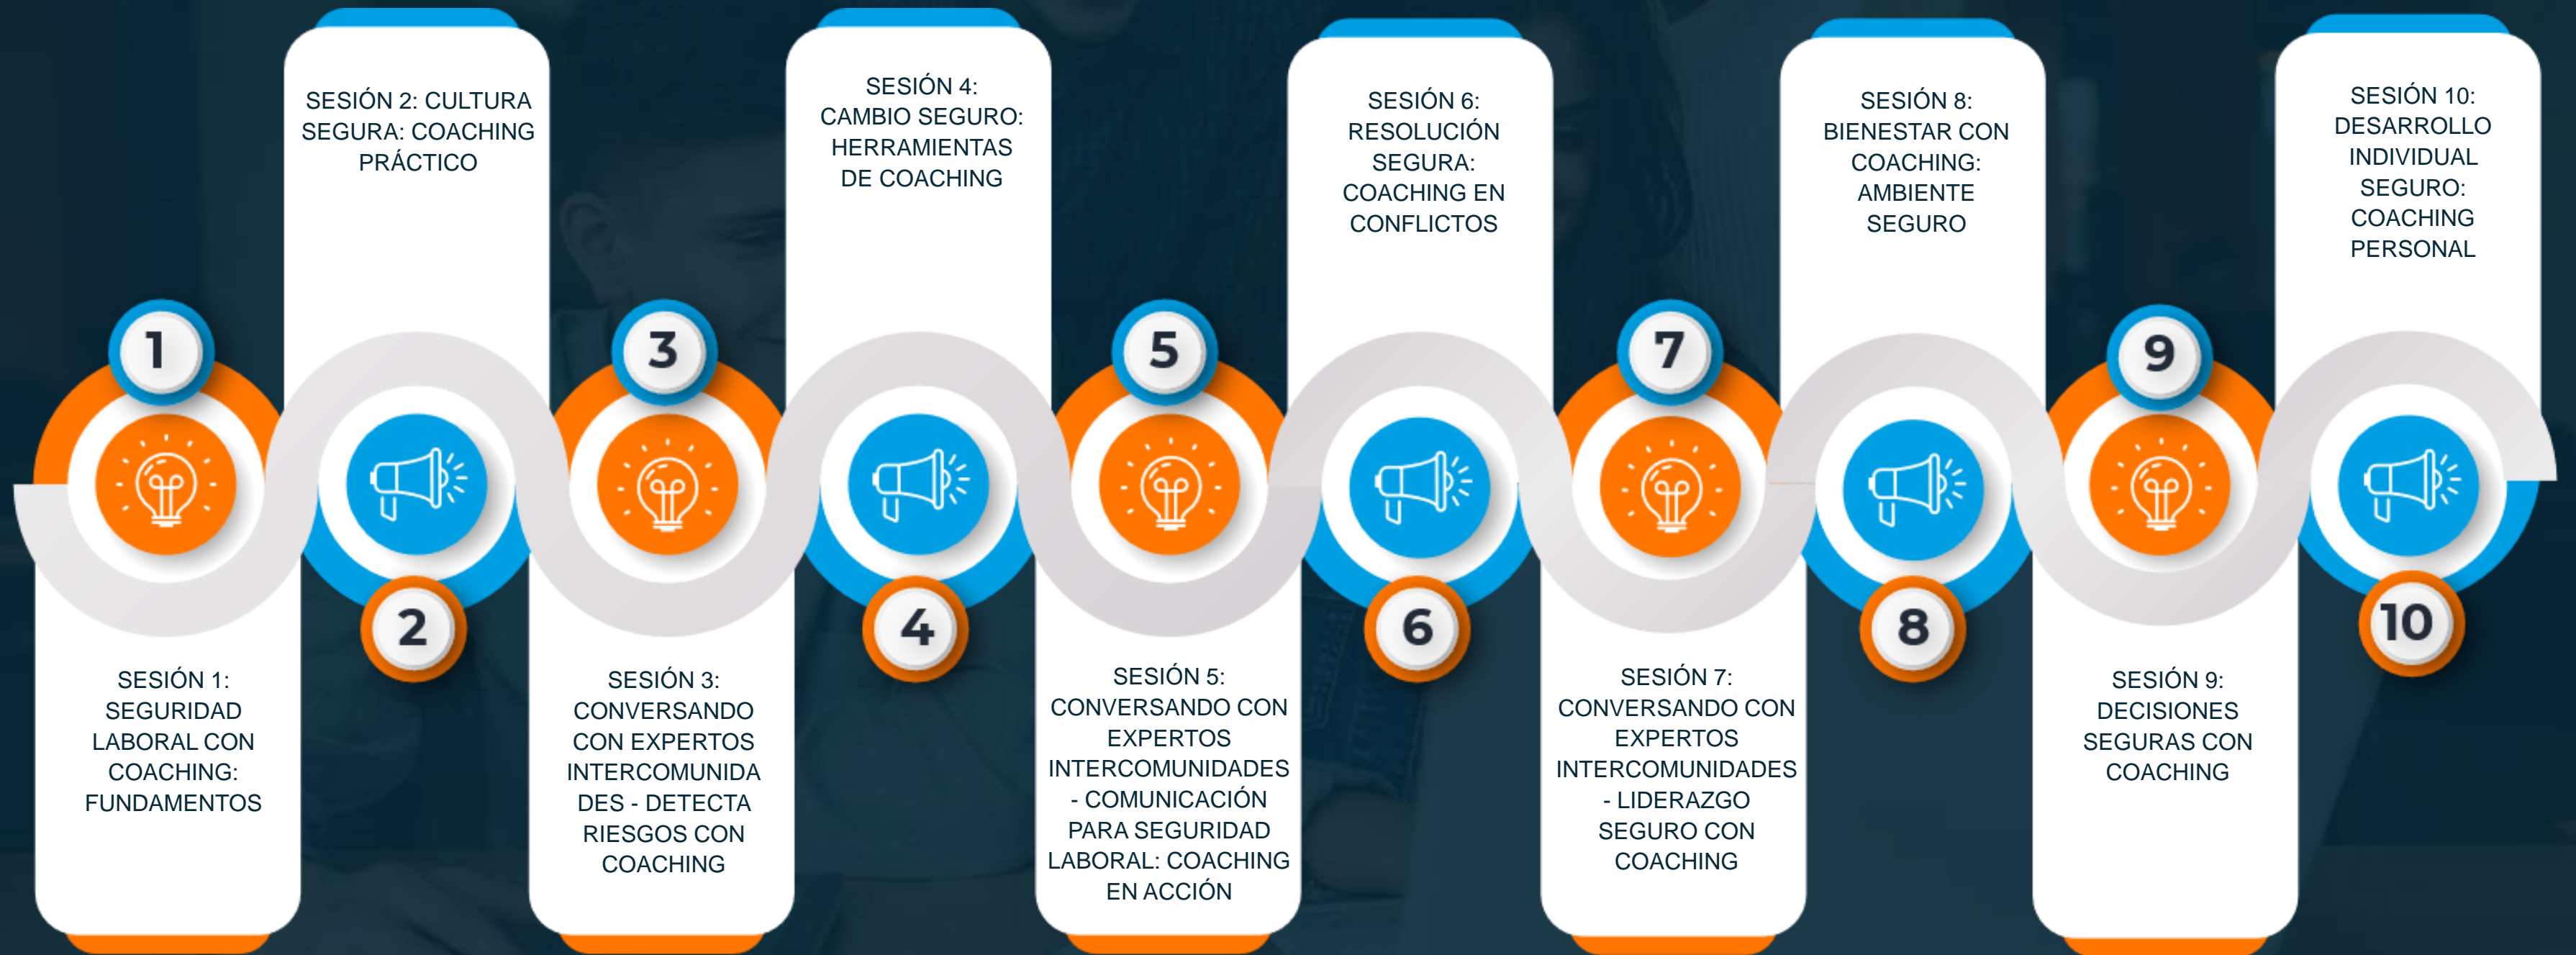 1
SESIÓN 1:
SEGURIDAD
LABORAL CON
COACHING:
FUNDAMENTOS
SESIÓN 2: CULTURA
SEGURA: COACHING
PRÁCTICO
2
3
SESIÓN 3:
CONVERSANDO
CON EXPERTOS
INTERCOMUNIDA
DES - DETECTA
RIESGOS CON
COACHING
SESIÓN 4:
CAMBIO SEGURO:
HERRAMIENTAS
DE COACHING
4
5
SESIÓN 5:
CONVERSANDO CON
EXPERTOS
INTERCOMUNIDADES
- COMUNICACIÓN
PARA SEGURIDAD
LABORAL: COACHING
EN ACCIÓN
SESIÓN 6:
RESOLUCIÓN
SEGURA:
COACHING EN
CONFLICTOS
6
7
SESIÓN 7:
CONVERSANDO CON
EXPERTOS
INTERCOMUNIDADES
- LIDERAZGO
SEGURO CON
COACHING
SESIÓN 8:
BIENESTAR CON
COACHING:
AMBIENTE
SEGURO
8
9
SESIÓN 9:
DECISIONES
SEGURAS CON
COACHING
SESIÓN 10:
DESARROLLO
INDIVIDUAL
SEGURO:
COACHING
PERSONAL
10